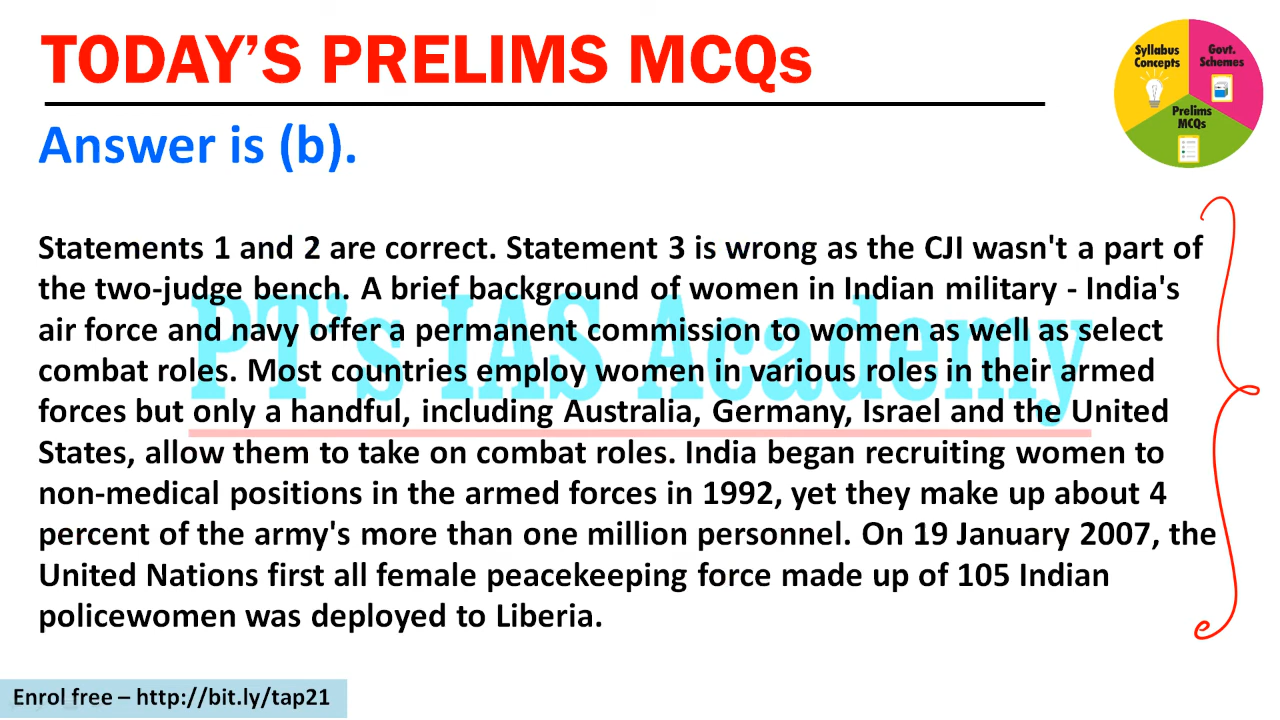 TODAY'S PRELIMS MCQs
Syllabus
Concepts
Govt.
Schemes
Prelims
MCQs
Answer is (b).
Statements 1 and 2 are correct. Statement 3 is wrong as the CJI wasn't a part of
the two-judge bench. A brief background of women in Indian military - India's
air force and navy offer a permanent commission to women as well as select
combat roles. Most countries employ women in various roles in their armed
forces but only a handful, including Australia, Germany, Israel and the United
States, allow them to take on combat roles. India began recruiting women to
non-medical positions in the armed forces in 1992, yet they make up about 4
percent of the army's more than one million personnel. On 19 January 2007, the
United Nations first all female peacekeeping force made up of 105 Indian
policewomen was deployed to Liberia.
PT's IAS Academy
Enrol free – http://bit.ly/tap21